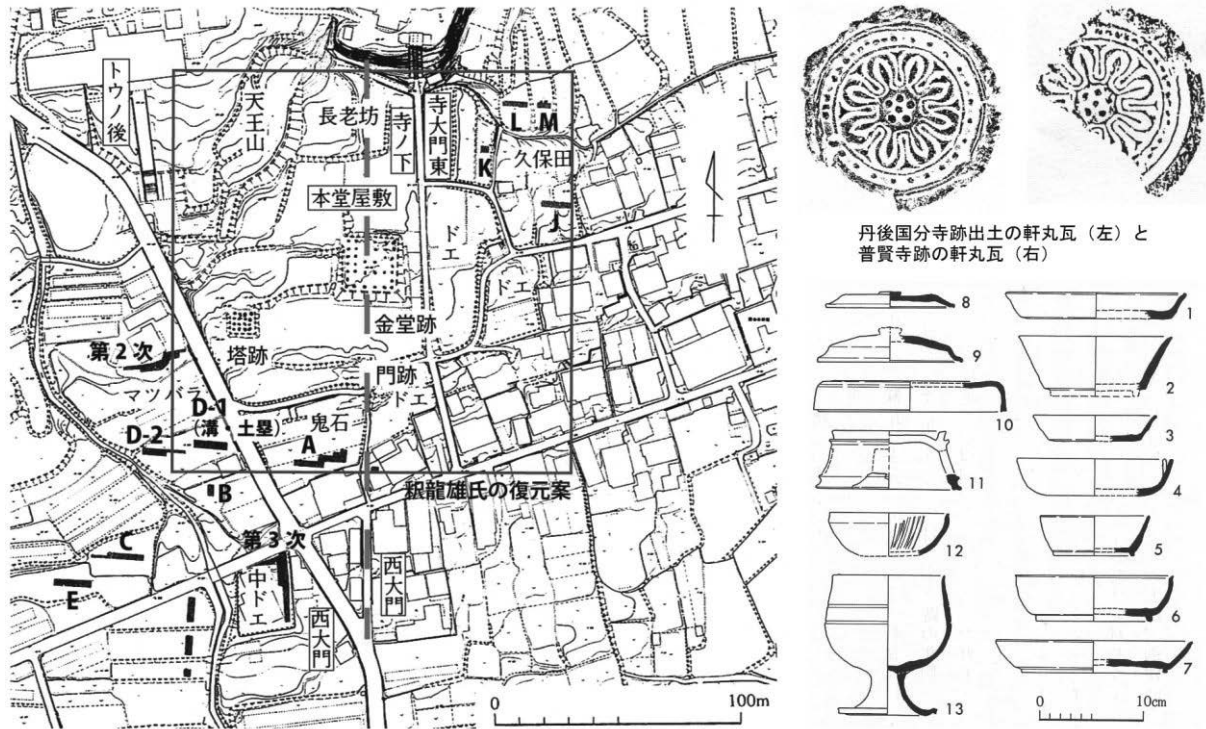 トウノ後
天王山
長老坊
寺ノ下
寺大門東
L
M
K
久保田
本堂屋敷
J
ドエ
ドエ
金堂跡
塔跡
第2次
門跡
マツバラ
ドエ
D-1
(溝・土塁)
鬼石
D-2
A
釈龍雄氏の復元案
B
第3次
C
中ドエ
西大門
E
西大門
0
100m
丹後国分寺跡出土の軒丸瓦(左)と
普賢寺跡の軒丸瓦(右)
8
1
9
2
10
3
11
4
12
5
6
13
7
0
10cm